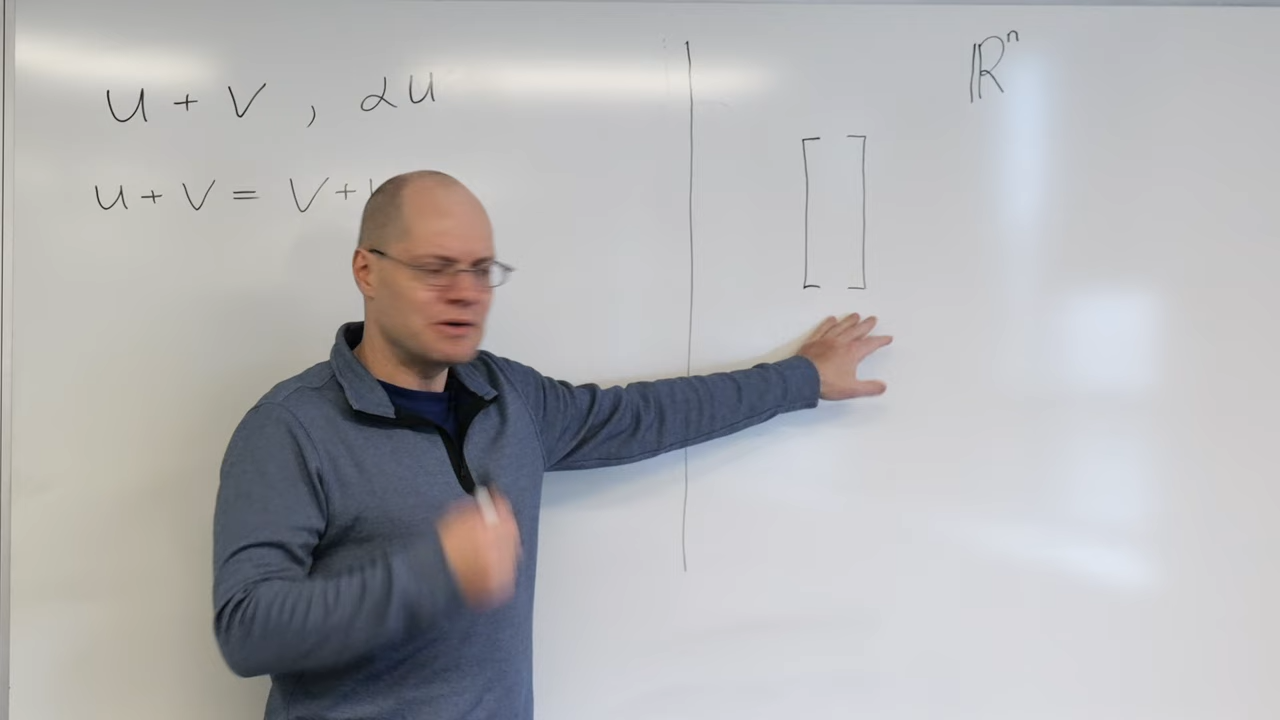 u + v , αu
u + v = v +
ℝⁿ
[ ]